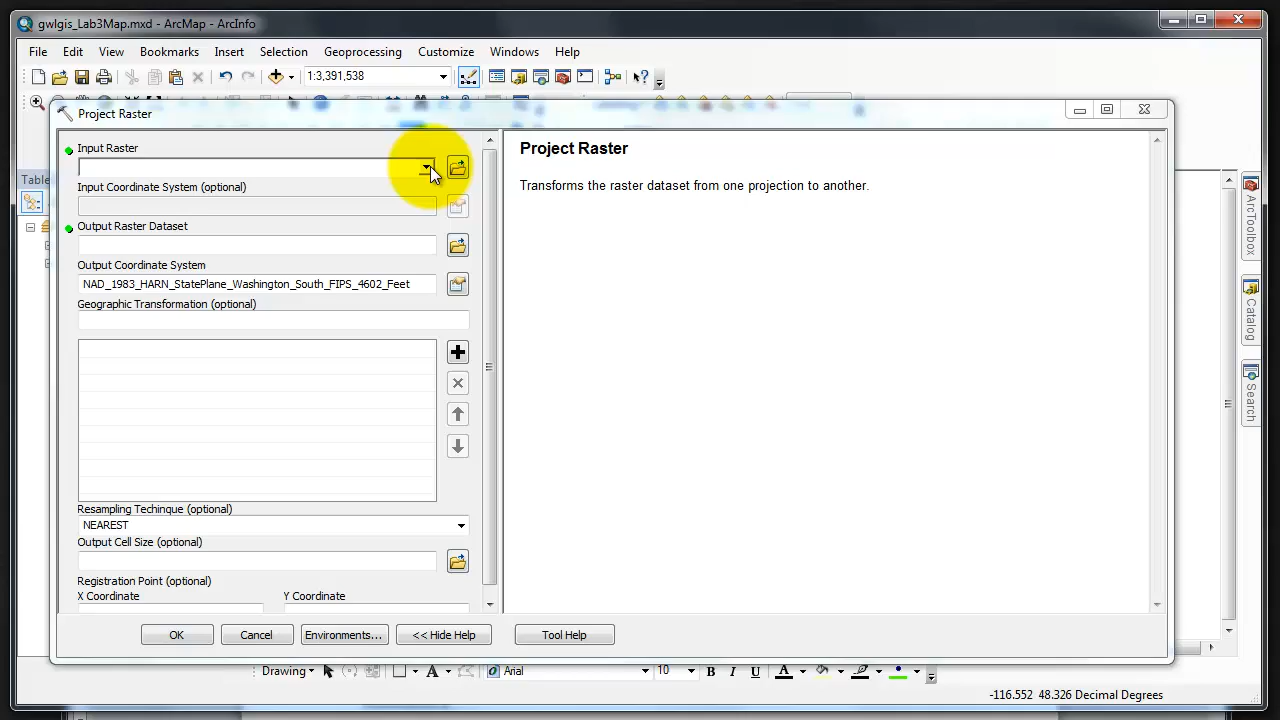 gwlgis_Lab3Map.mxd - ArcMap - ArcInfo
File Edit View Bookmarks Insert Selection Geoprocessing Customize Windows Help
1:3,391,538
Project Raster
Input Raster
Input Coordinate System (optional)
Output Raster Dataset
Output Coordinate System
NAD_1983_HARN_StatePlane_Washington_South_FIPS_4602_Feet
Geographic Transformation (optional)
Resampling Techinque (optional)
NEAREST
Output Cell Size (optional)
Registration Point (optional)
X Coordinate Y Coordinate
OK Cancel Environments... << Hide Help Tool Help
Project Raster
Transforms the raster dataset from one projection to another.
Table
ArcToolbox
Catalog
Search
Drawing A Arial 10 B I U A
-116.552 48.326 Decimal Degrees